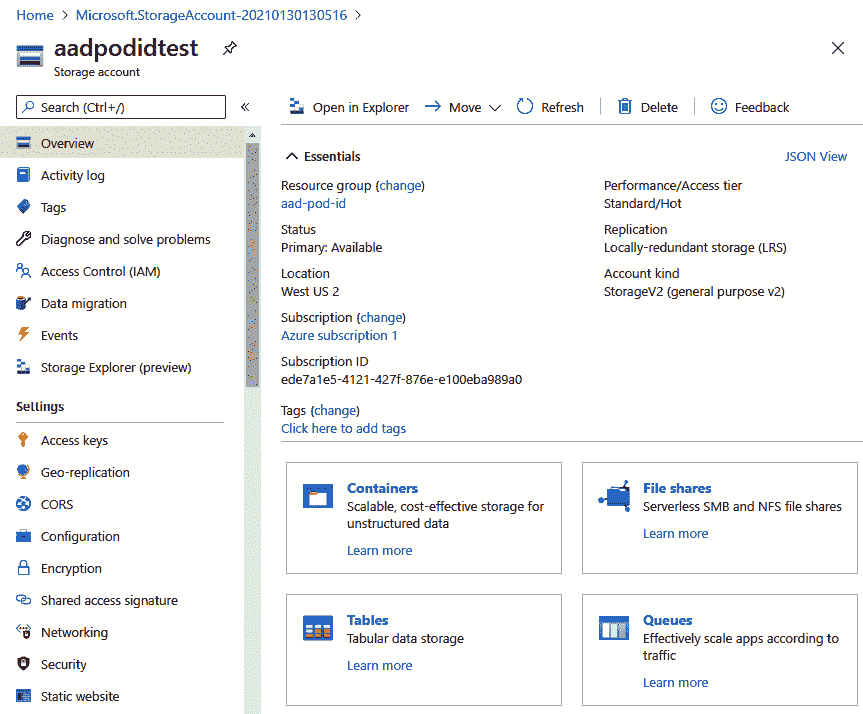 Home > Microsoft.StorageAccount-20210130130516 >
aadpodidtest
Storage account
Search (Ctrl+/)
«
Overview
Activity log
Tags
Diagnose and solve problems
Access Control (IAM)
Data migration
Events
Storage Explorer (preview)
Settings
Access keys
Geo-replication
CORS
Configuration
Encryption
Shared access signature
Networking
Security
Static website
Open in Explorer
Move
Refresh
Delete
Feedback
Essentials
JSON View
Resource group (change)
aad-pod-id
Status
Primary: Available
Location
West US 2
Subscription (change)
Azure subscription 1
Subscription ID
ede7a1e5-4121-427f-876e-e100eba989a0
Tags (change)
Click here to add tags
Performance/Access tier
Standard/Hot
Replication
Locally-redundant storage (LRS)
Account kind
StorageV2 (general purpose v2)
Containers
Scalable, cost-effective storage for
unstructured data
Learn more
File shares
Serverless SMB and NFS file shares
Learn more
Tables
Tabular data storage
Learn more
Queues
Effectively scale apps according to
traffic
Learn more